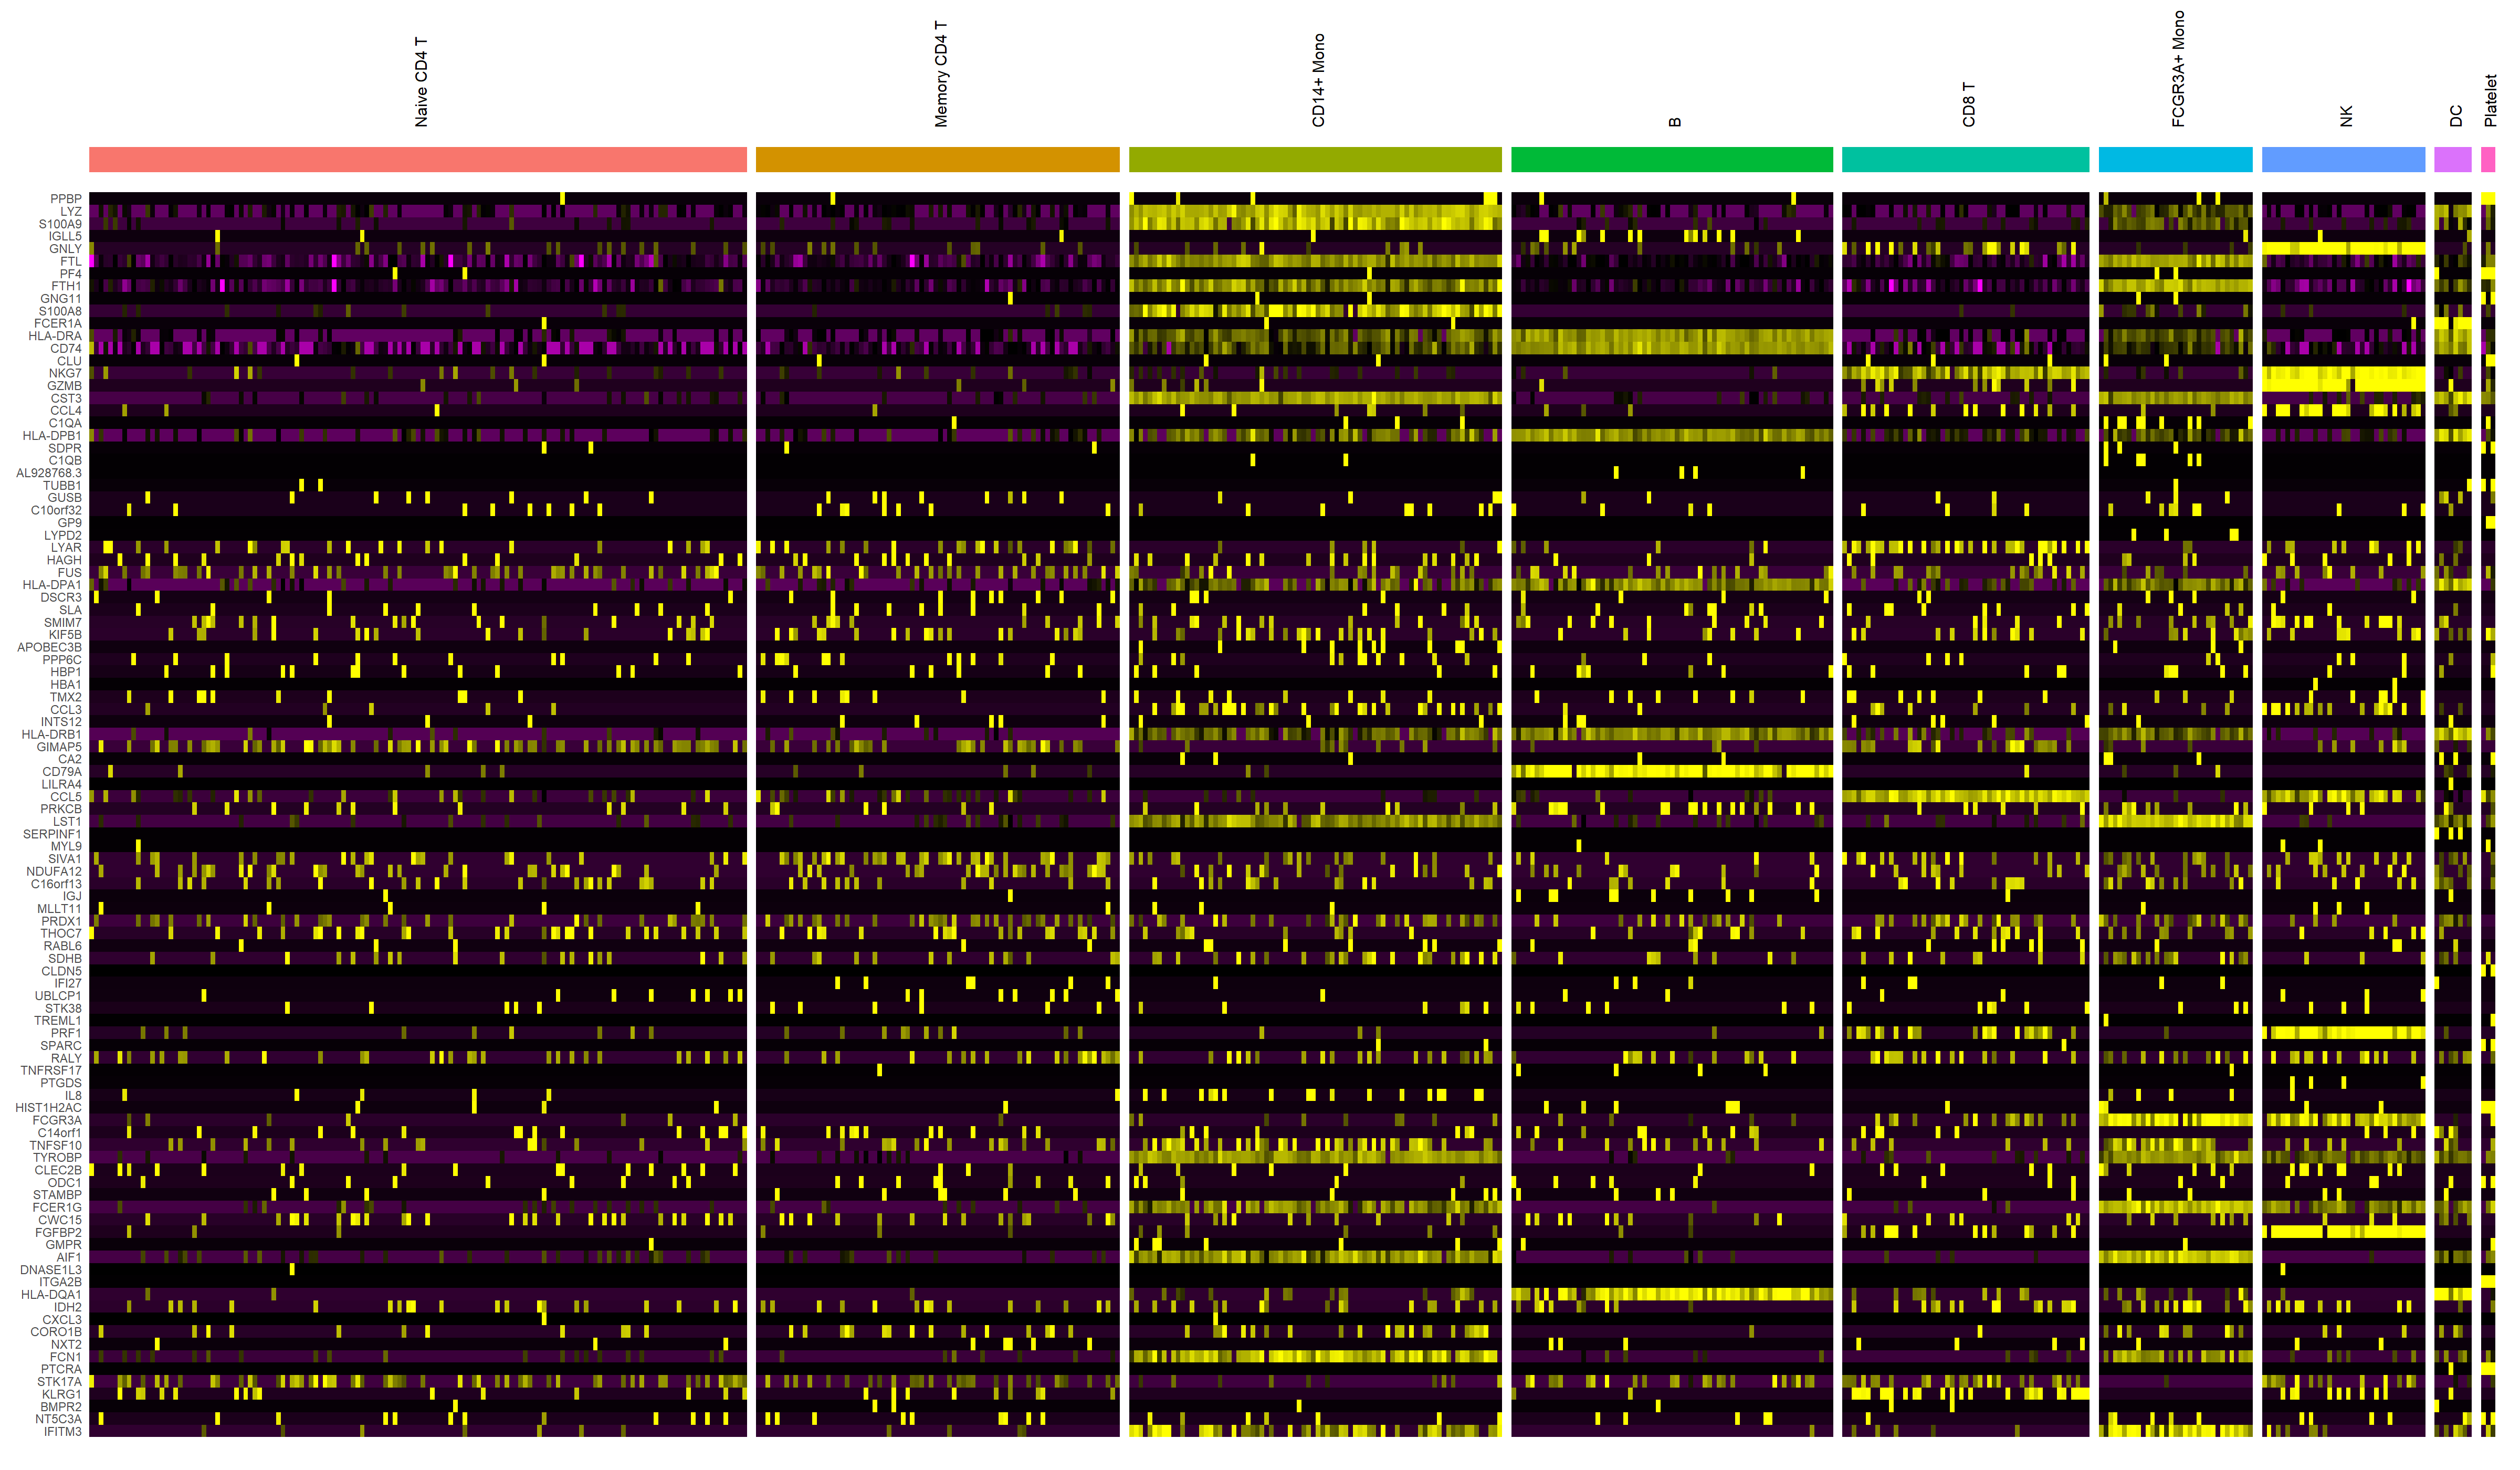 Naive CD4 T
Memory CD4 T
CD14+ Mono
B
CD8 T
FCGR3A+ Mono
NK
DC
Platelet
PPBP
LYZ
S100A9
IGLL5
GNLY
FTL
PF4
FTH1
GNG11
S100A8
FCER1A
HLA-DRA
CD74
CLU
NKG7
GZMB
CST3
CCL4
C1QA
HLA-DPB1
SDPR
C1QB
AL928768.3
TUBB1
GUSB
C10orf32
GP9
LYPD2
LYAR
HAGH
FUS
HLA-DPA1
DSCR3
SLA
SMIM7
KIF5B
APOBEC3B
PPP6C
HBP1
HBA1
TMX2
CCL3
INTS12
HLA-DRB1
GIMAP5
CA2
CD79A
LILRA4
CCL5
PRKCB
LST1
SERPINF1
MYL9
SIVA1
NDUFA12
C16orf13
IGJ
MLLT11
PRDX1
THOC7
RABL6
SDHB
CLDN5
IFI27
UBLCP1
STK38
TREML1
PRF1
SPARC
RALY
TNFRSF17
PTGDS
IL8
HIST1H2AC
FCGR3A
C14orf1
TNFSF10
TYROBP
CLEC2B
ODC1
STAMBP
FCER1G
CWC15
FGFBP2
GMPR
AIF1
DNASE1L3
ITGA2B
HLA-DQA1
IDH2
CXCL3
CORO1B
NXT2
FCN1
PTCRA
STK17A
KLRG1
BMPR2
NT5C3A
IFITM3